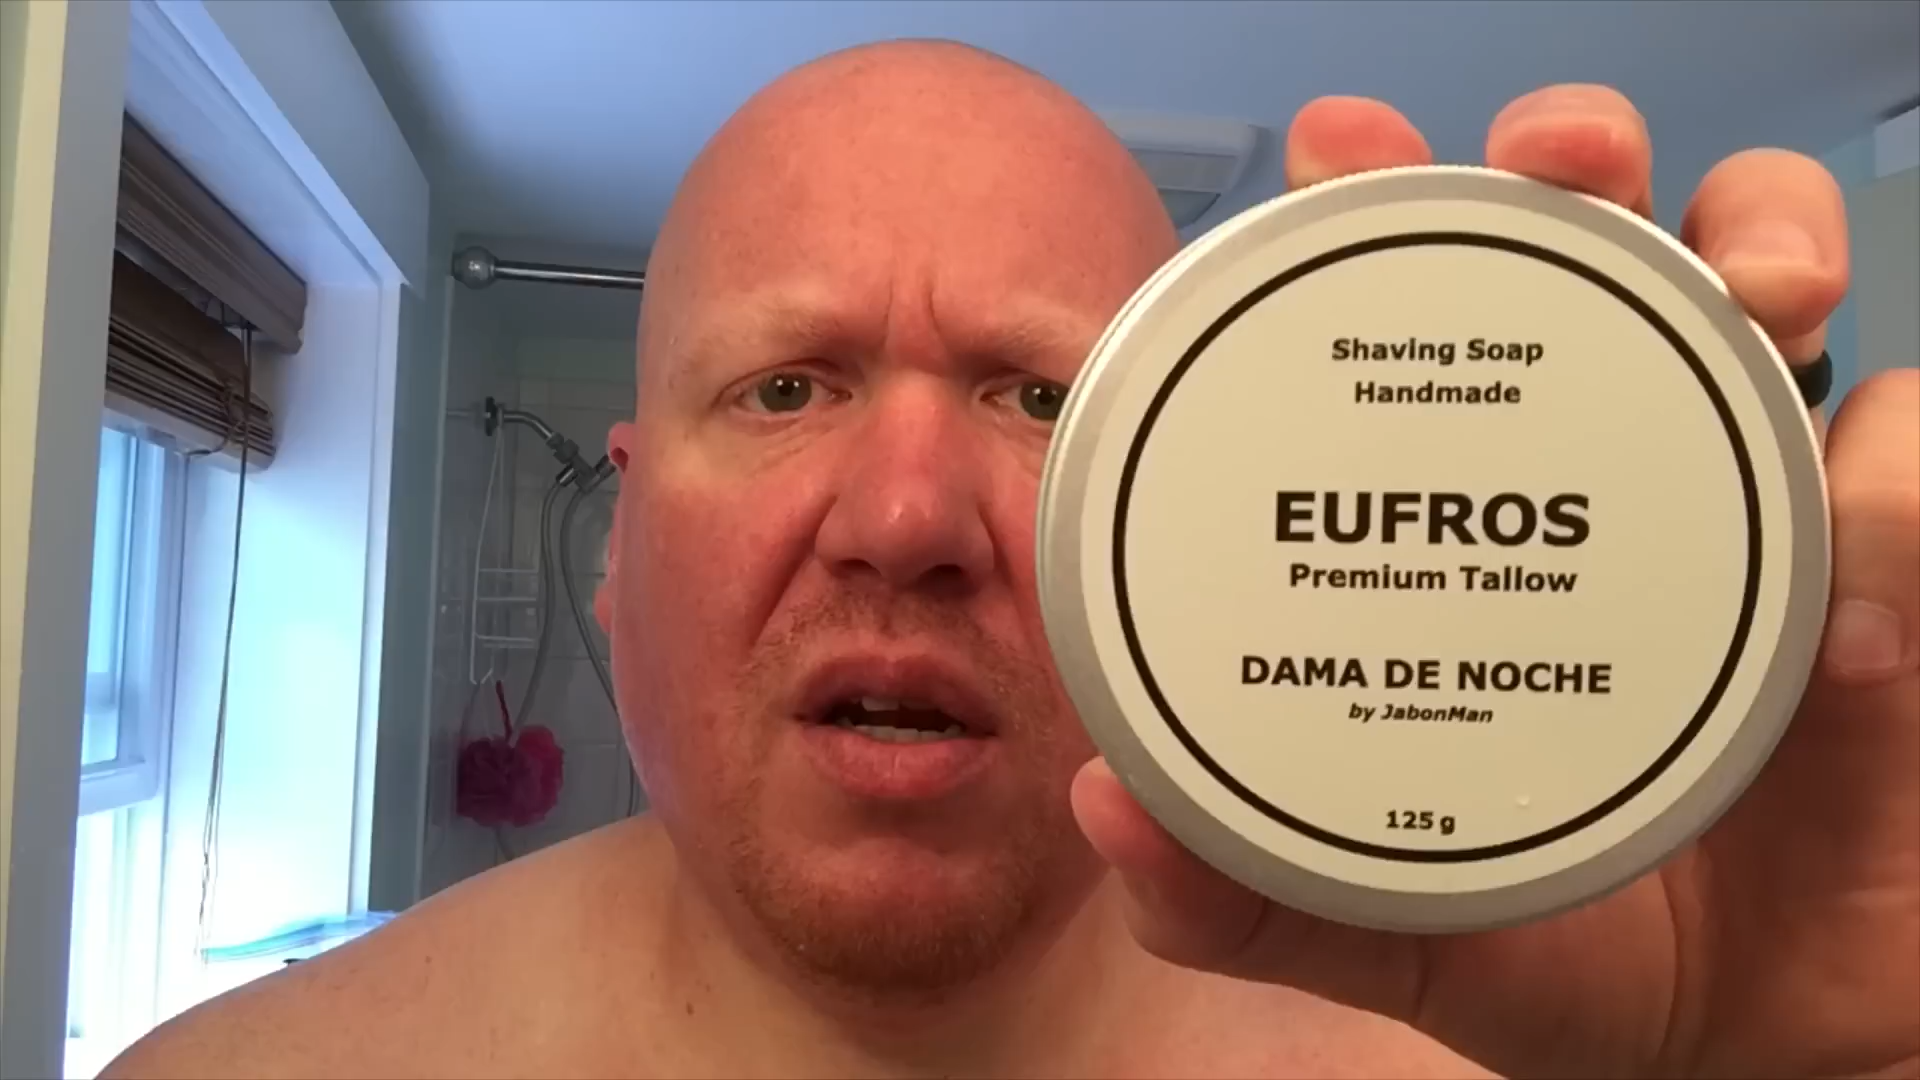 Shaving Soap
Handmade
EUFROS
Premium Tallow
DAMA DE NOCHE
by JabonMan
125 g